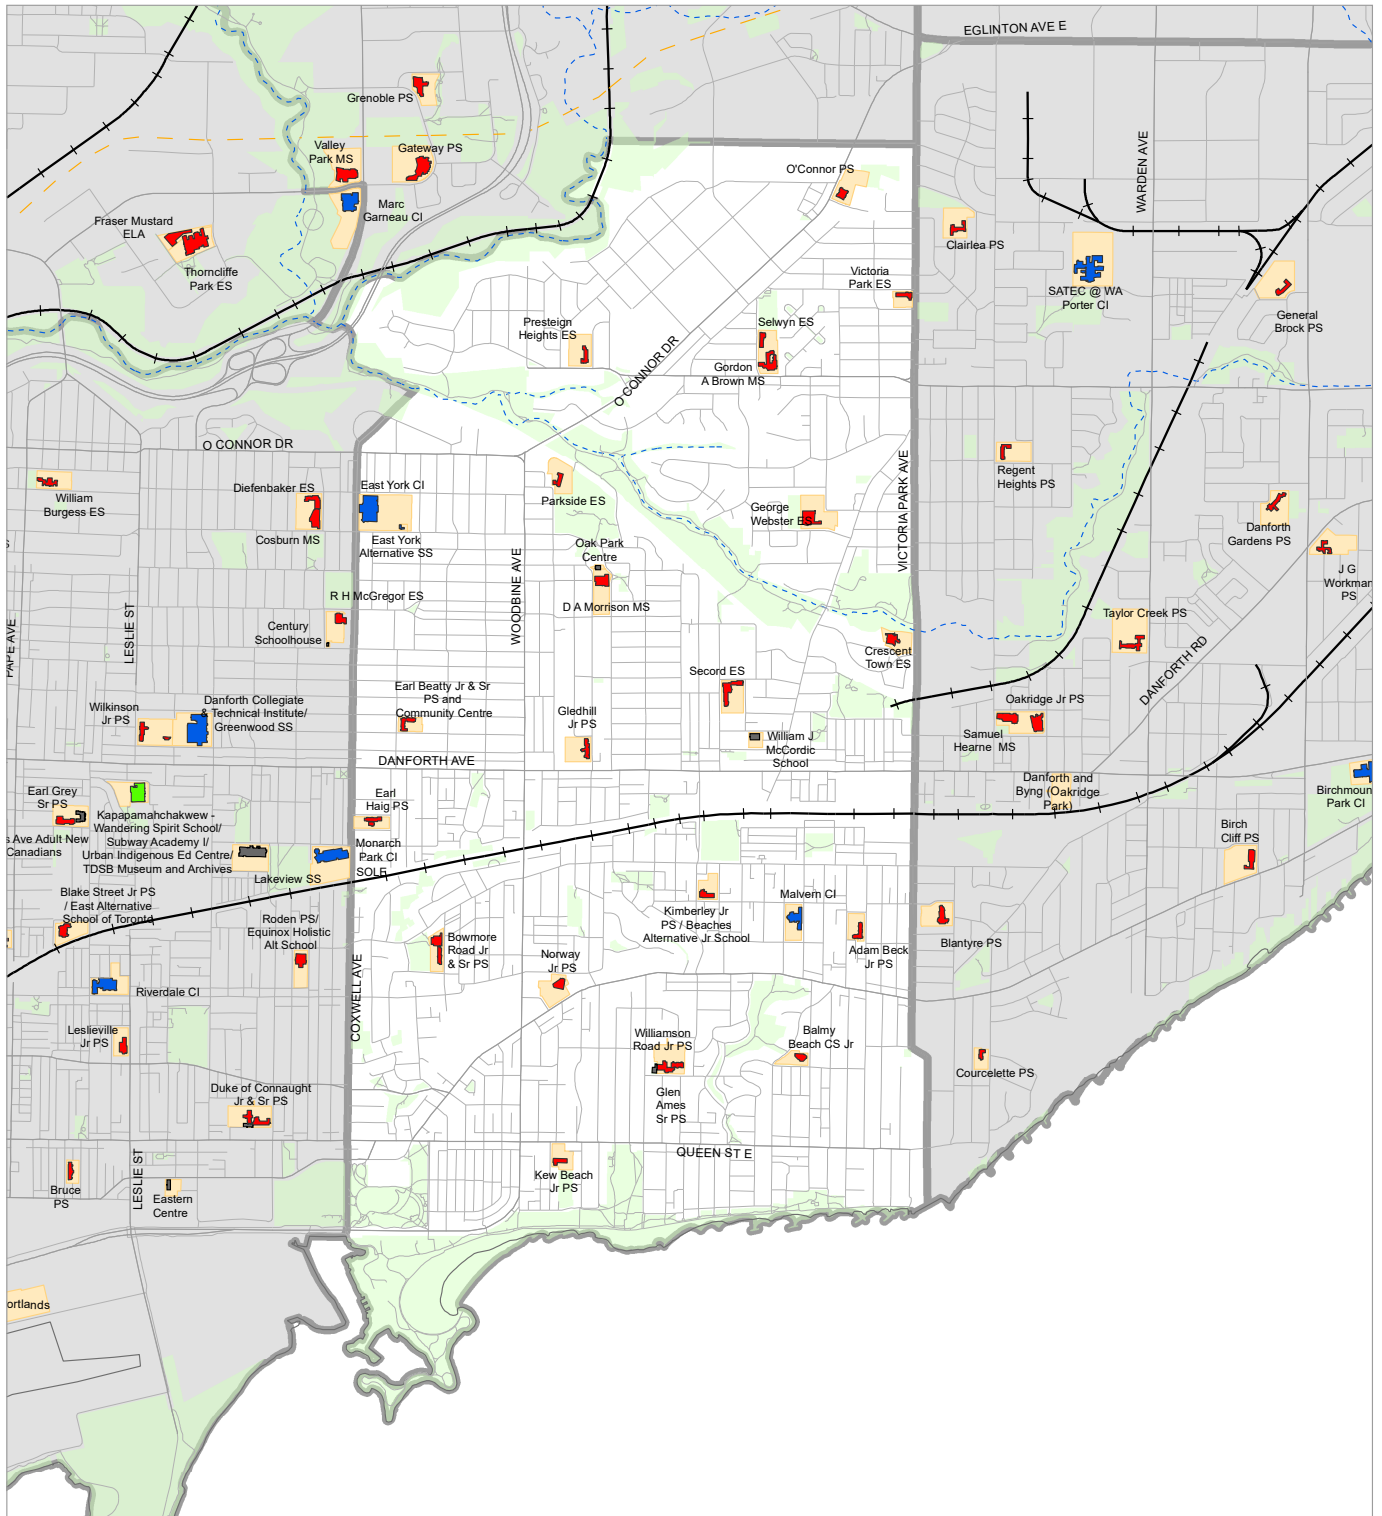 EGLINTON AVE E
Grenoble PS
Valley
Park MS
Gateway PS
WARDEN AVE
O'Connor PS
Marc
Garneau CI
Fraser Mustard
ELA
Clairlea PS
Thorncliffe
Park ES
Victoria
Park ES
SATEC @ WA
Porter CI
General
Brock PS
Presteign
Heights ES
Selwyn ES
Gordon
A Brown MS
O CONNOR DR
O CONNOR DR
VICTORIA PARK AVE
Regent
Heights PS
William
Burgess ES
Diefenbaker ES
East York CI
Parkside ES
George
Webster ES
Danforth
Gardens PS
Cosburn MS
East York
Alternative SS
Oak Park
Centre
WOODBINE AVE
J G
Workman
PS
R H McGregor ES
D A Morrison MS
Taylor Creek PS
PAPE AVE
LESLIE ST
Century
Schoolhouse
Crescent
Town ES
DANFORTH RD
Secord ES
Earl Beatty Jr & Sr
PS and
Community Centre
Danforth Collegiate
& Technical Institute/
Greenwood SS
Wilkinson
Jr PS
Gledhill
Jr PS
Oakridge Jr PS
Samuel
Hearne MS
William J
McCordic
School
DANFORTH AVE
Danforth and
Byng (Oakridge
Park)
Birchmount
Park CI
Earl Grey
Sr PS
Earl
Haig PS
Kapapamahchakwew -
Wandering Spirit School/
Subway Academy I/
Urban Indigenous Ed Centre/
TDSB Museum and Archives
s Ave Adult New
Canadians
Birch
Cliff PS
Monarch
Park CI
SOLE
Lakeview SS
Blake Street Jr PS
/ East Alternative
School of Toronto
Malvern CI
Kimberley Jr
PS / Beaches
Alternative Jr School
Roden PS/
Equinox Holistic
Alt School
Bowmore
Road Jr
& Sr PS
Norway
Jr PS
Adam Beck
Jr PS
Blantyre PS
Riverdale CI
COXWELL AVE
Leslieville
Jr PS
Williamson
Road Jr PS
Balmy
Beach CS Jr
Courcelette PS
Duke of Connaught
Jr & Sr PS
Glen
Ames
Sr PS
QUEEN ST E
LESLIE ST
Kew Beach
Jr PS
Bruce
PS
Eastern
Centre
ortlands